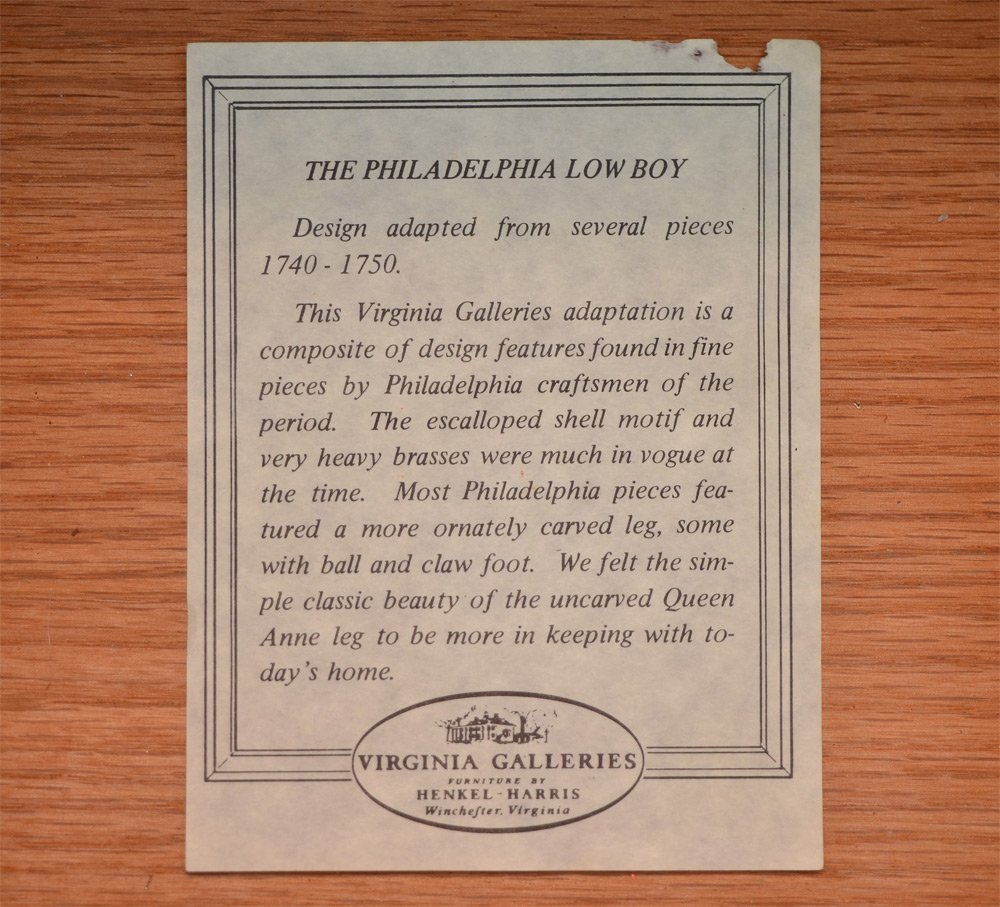 THE PHILADELPHIA LOW BOY
Design adapted from several pieces
1740 - 1750.
This Virginia Galleries adaptation is a
composite of design features found in fine
pieces by Philadelphia craftsmen of the
period. The escalloped shell motif and
very heavy brasses were much in vogue at
the time. Most Philadelphia pieces fea-
tured a more ornately carved leg, some
with ball and claw foot. We felt the sim-
ple classic beauty of the uncarved Queen
Anne leg to be more in keeping with to-
day's home.
VIRGINIA GALLERIES
FURNITURE BY
HENKEL-HARRIS
Wincheſter, Virginia